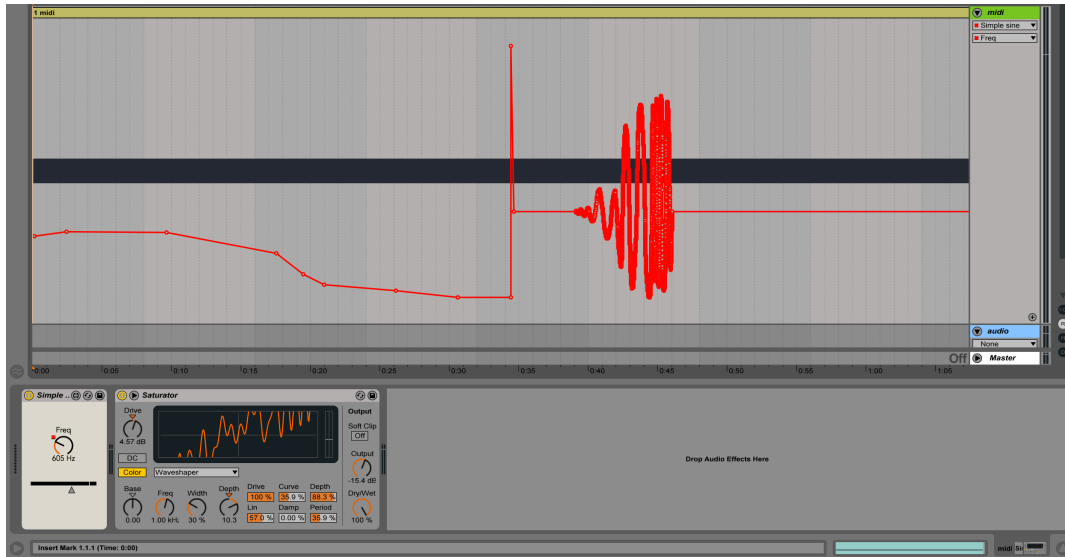 1 midi
midi
Simple sine
Freq
audio
None
Off
Master
0:00 0:05 0:10 0:15 0:20 0:25 0:30 0:35 0:40 0:45 0:50 0:55 1:00 1:05
Simple ..
Freq
605 Hz
Saturator
Drive
4.57 dB
DC
Color
Waveshaper
Base
0.00
Freq
1.00 kHz
Width
30 %
Depth
10.3
Drive Curve Depth
100 % 35.9 % 88.3 %
Lin Damp Period
57.0 % 0.00 % 35.9 %
Output
Soft Clip
Off
Output
-15.4 dB
Dry/Wet
100 %
Drop Audio Effects Here
Insert Mark 1.1.1 (Time: 0:00)
midi